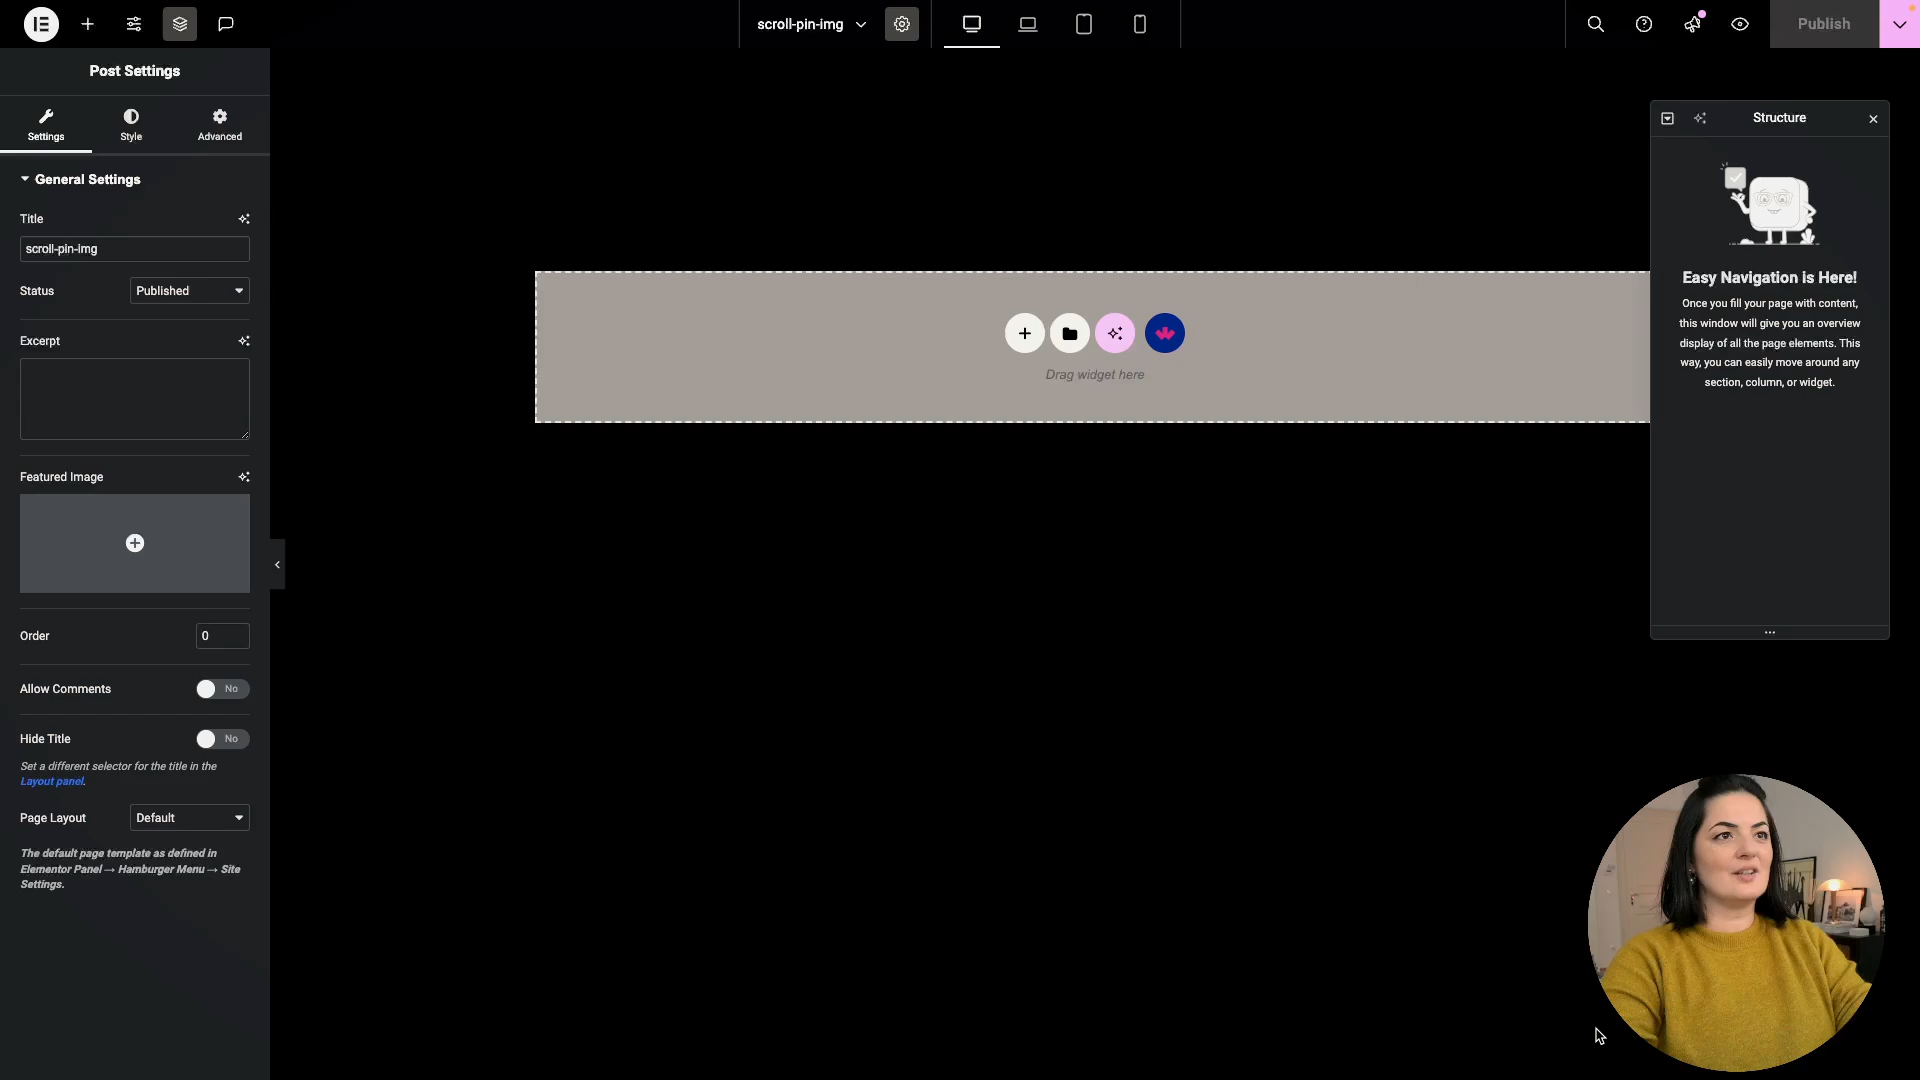 scroll-pin-img
Publish
Post Settings
Settings
Style
Advanced
General Settings
Title
scroll-pin-img
Status
Published
Excerpt
Featured Image
Order
0
Allow Comments
No
Hide Title
No
Set a different selector for the title in the
Layout panel.
Page Layout
Default
The default page template as defined in
Elementor Panel → Hamburger Menu → Site
Settings.
Drag widget here
Structure
Easy Navigation is Here!
Once you fill your page with content,
this window will give you an overview
display of all the page elements. This
way, you can easily move around any
section, column, or widget.